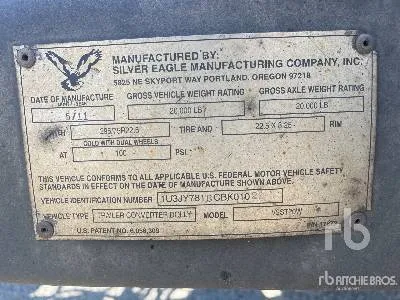 MANUFACTURED BY:
SILVER EAGLE MANUFACTURING COMPANY, INC.
5825 NE SKYPORT WAY PORTLAND, OREGON 97218
DATE OF MANUFACTURE GROSS VEHICLE WEIGHT RATING GROSS AXLE WEIGHT RATING
5/11 20,000 LB 20,000 LB
WITH TIRE AND RIM
COLD WITH DUAL WHEELS
AT 100 PSI
THIS VEHICLE CONFORMS TO ALL APPLICABLE U.S. FEDERAL MOTOR VEHICLE SAFETY
STANDARDS IN EFFECT ON THE DATE OF MANUFACTURE SHOWN ABOVE.
VEHICLE IDENTIFICATION NUMBER
VEHICLE TYPE TRAILER CONVERTER DOLLY MODEL
U.S. PATENT NO.
rb
rb RITCHIE BROS.